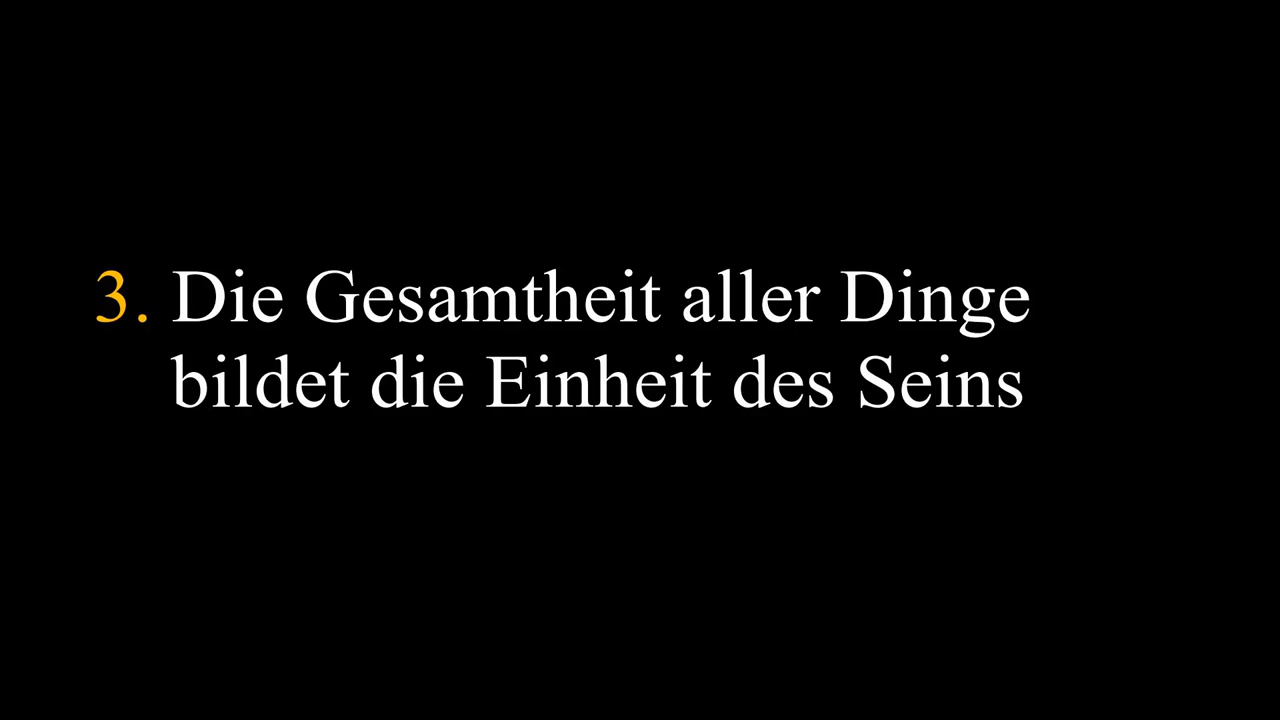 3. Die Gesamtheit aller Dinge
bildet die Einheit des Seins